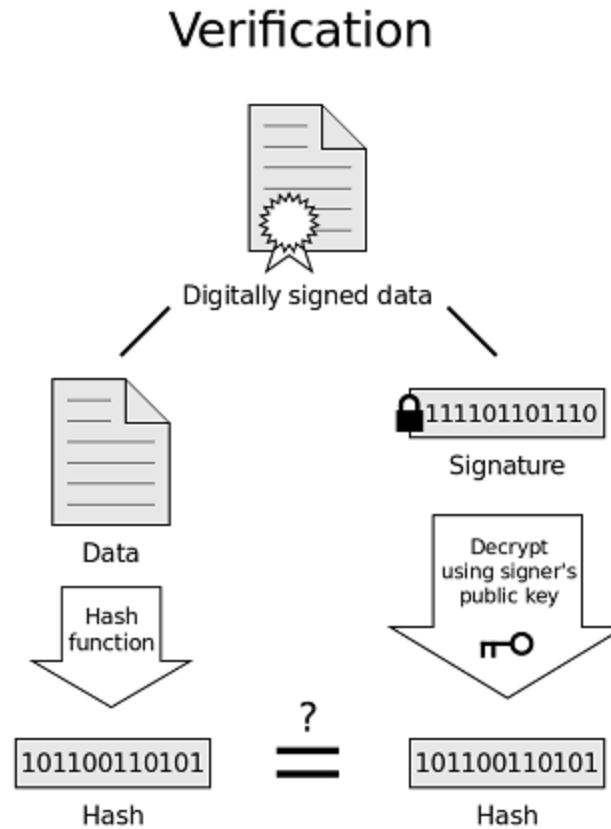 Verification
Digitally signed data
111101101110
Signature
Data
Decrypt
using signer's
public key
Hash
function
?
=
101100110101
101100110101
Hash
Hash